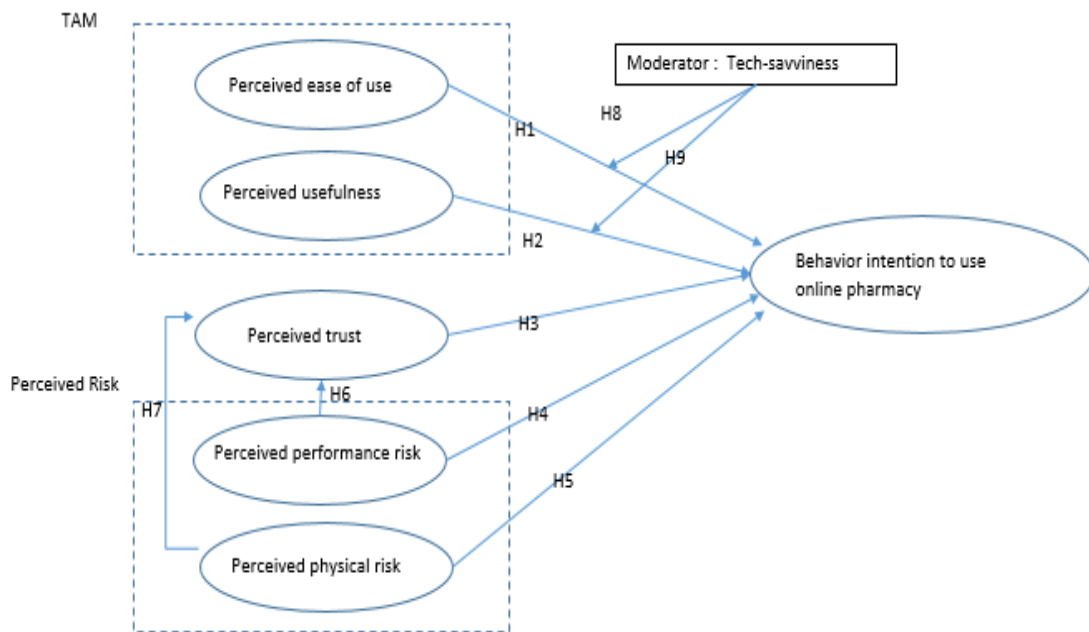 TAM
Moderator : Tech-savviness
Perceived ease of use
H1
H8
H9
Perceived usefulness
H2
Behavior intention to use
online pharmacy
Perceived trust
H3
Perceived Risk
H7
H6
H4
Perceived performance risk
H5
Perceived physical risk